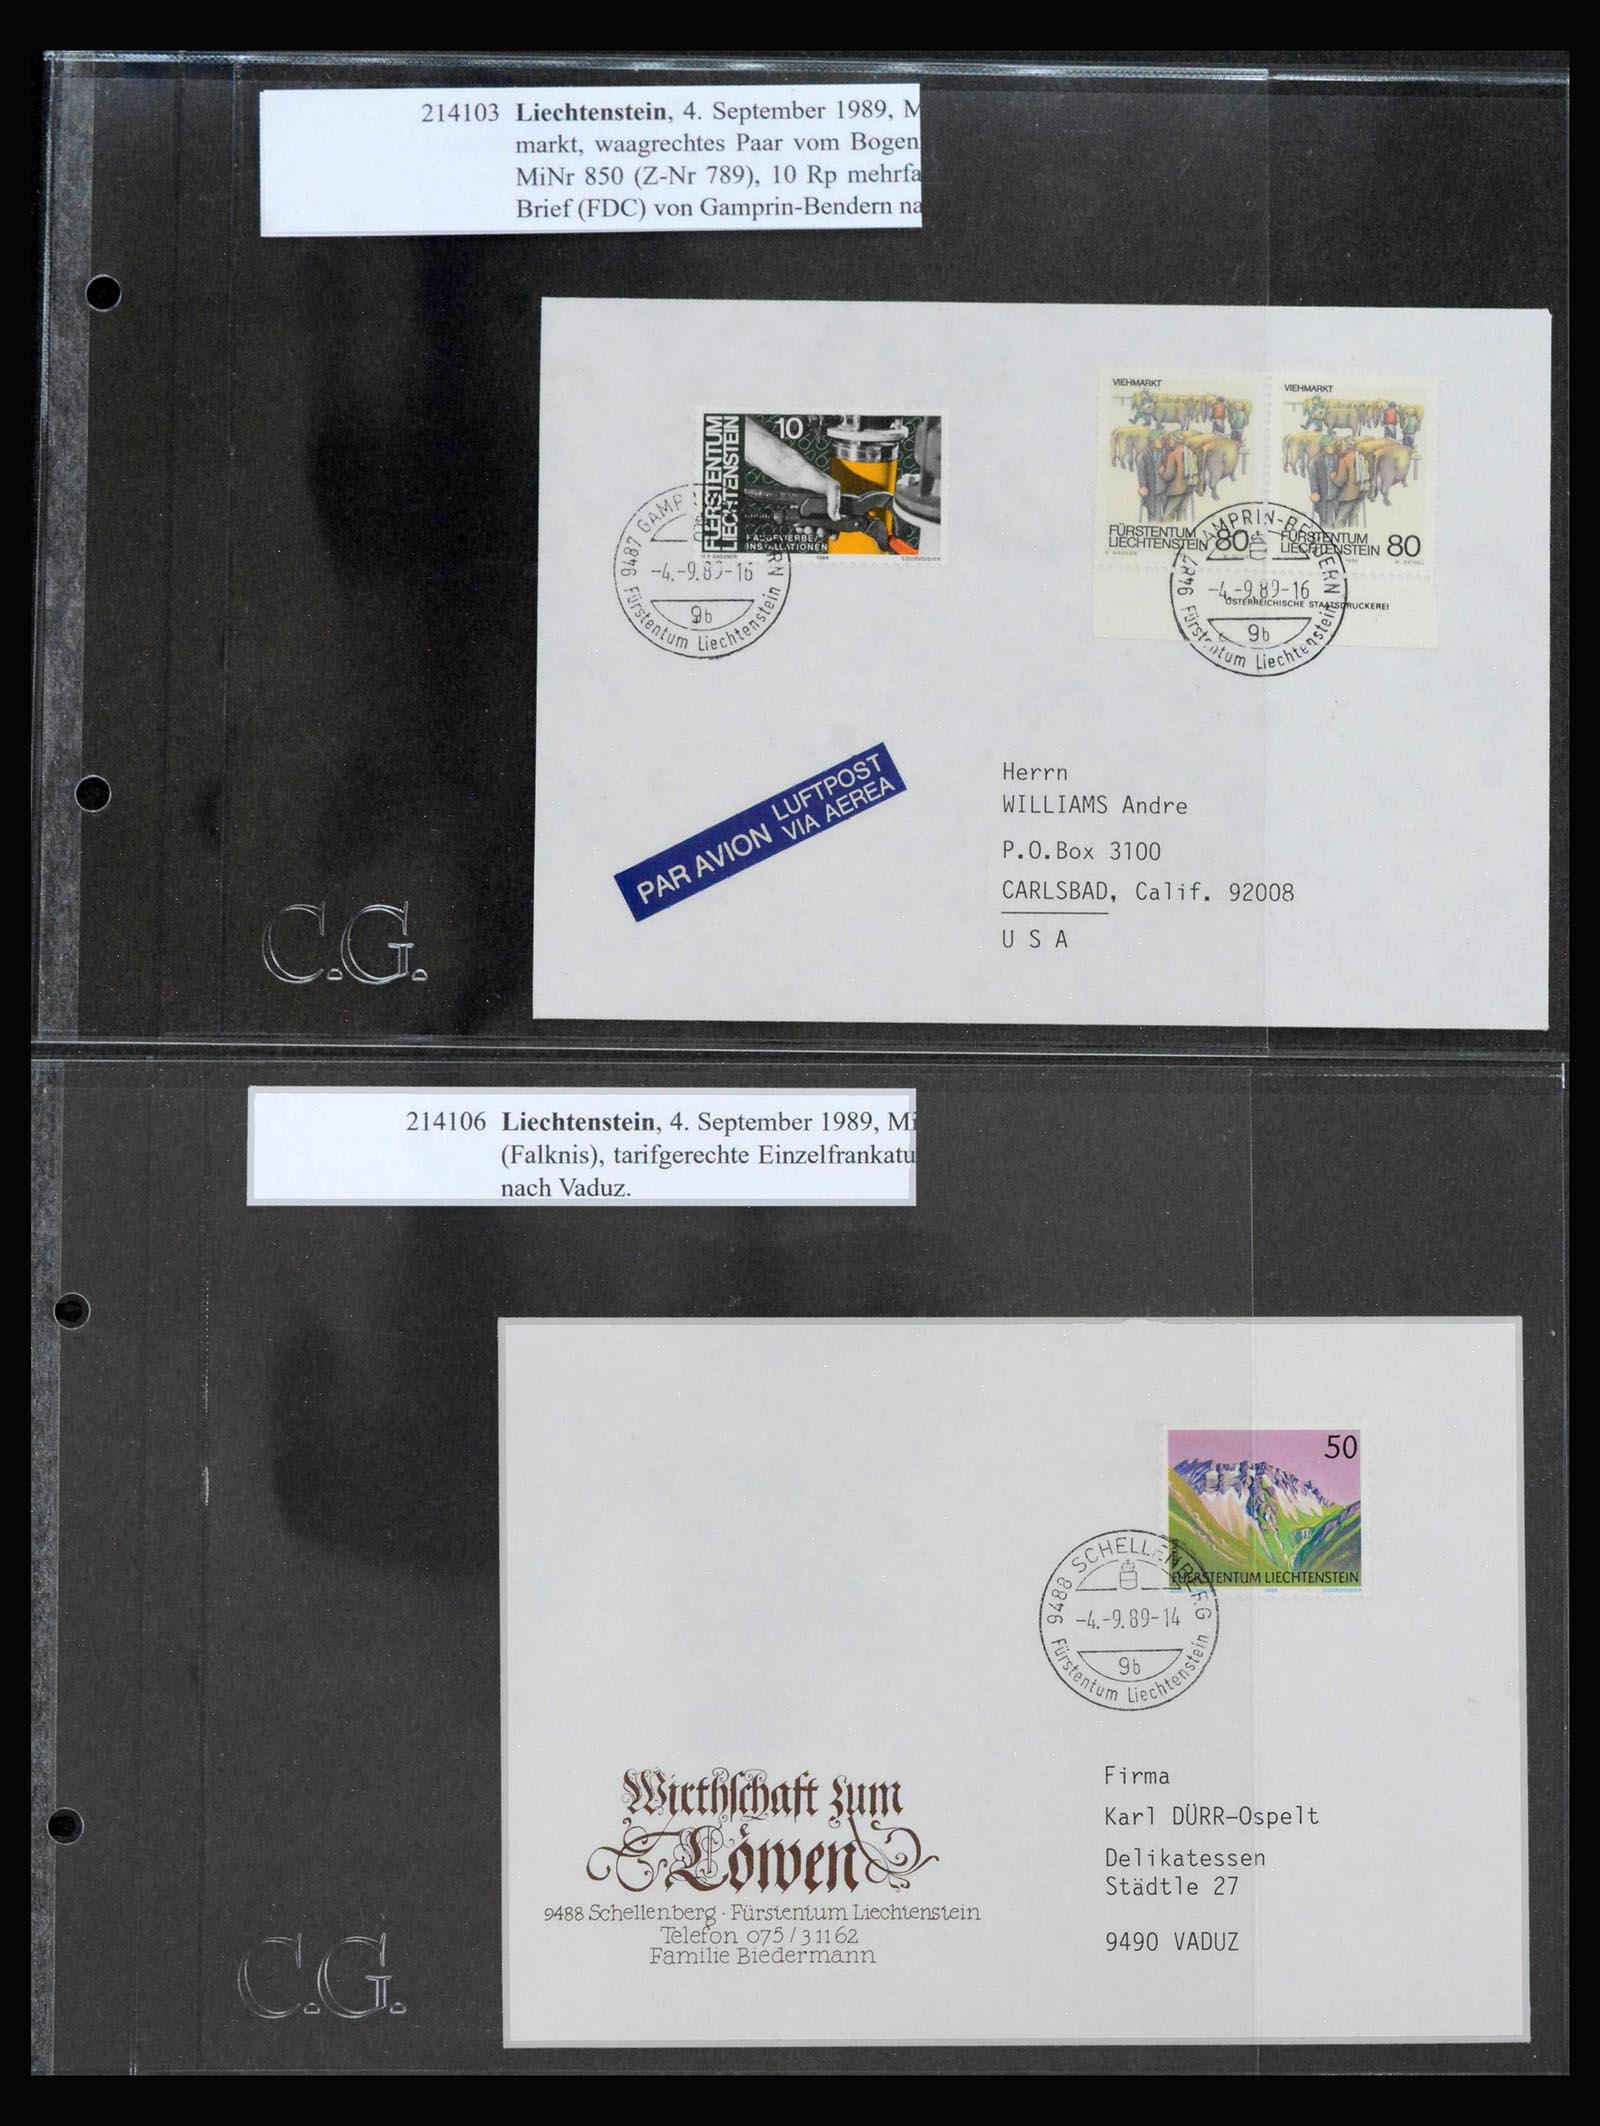 214103 Liechtenstein, 4. September 1989, M
markt, waagrechtes Paar vom Bogen
MiNr 850 (Z-Nr 789), 10 Rp mehrfa
Brief (FDC) von Gamprin-Bendern na
10
FÜRSTENTUM
LIECHTENSTEIN
INSTALLATIONEN
1984
COURVOISIER
-4.-9.89-16
9b
Fürstentum Liechtenstein
VIEHMARKT
FÜRSTENTUM
LIECHTENSTEIN 80
VIEHMARKT
FÜRSTENTUM
LIECHTENSTEIN 80
ÖSTERREICHISCHE STAATSDRUCKEREI
9487 GAMPRIN-BENDERN
-4.-9.89-16
9b
Fürstentum Liechtenstein
PAR AVION
LUFTPOST
VIA AEREA
Herrn
WILLIAMS Andre
P.O.Box 3100
CARLSBAD, Calif. 92008
U S A
C.G.
214106 Liechtenstein, 4. September 1989, Mi
(Falknis), tarifgerechte Einzelfrankatu
nach Vaduz.
50
FÜRSTENTUM LIECHTENSTEIN
1989
COURVOISIER
9488 SCHELLENBERG
-4.-9.89-14
9b
Fürstentum Liechtenstein
Wirthschaft zum
Löwen
9488 Schellenberg · Fürstentum Liechtenstein
Telefon 075/31162
Familie Biedermann
Firma
Karl DÜRR-Ospelt
Delikatessen
Städtle 27
9490 VADUZ
C.G.